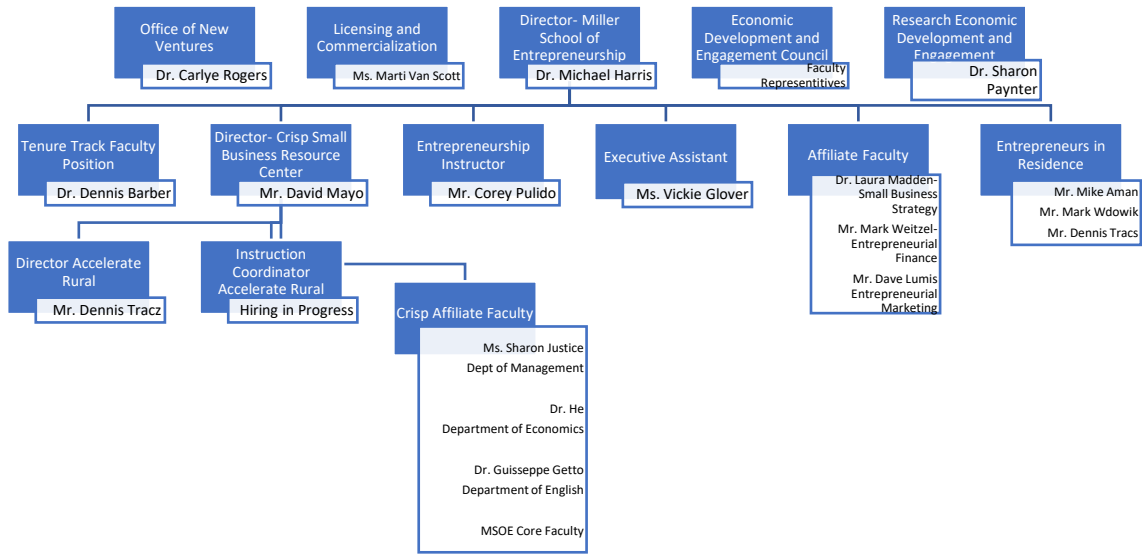 Office of New
Ventures
Dr. Carlye Rogers
Licensing and
Commercialization
Ms. Marti Van Scott
Director- Miller
School of
Entrepreneurship
Dr. Michael Harris
Economic
Development and
Engagement Council
Faculty
Representitives
Research Economic
Development and
Engagement
Dr. Sharon
Paynter
Tenure Track Faculty
Position
Dr. Dennis Barber
Director- Crisp Small
Business Resource
Center
Mr. David Mayo
Entrepreneurship
Instructor
Mr. Corey Pulido
Executive Assistant
Ms. Vickie Glover
Affiliate Faculty
Dr. Laura Madden-
Small Business
Strategy
Mr. Mark Weitzel-
Entrepreneurial
Finance
Mr. Dave Lumis
Entrepreneurial
Marketing
Entrepreneurs in
Residence
Mr. Mike Aman
Mr. Mark Wdowik
Mr. Dennis Tracs
Director Accelerate
Rural
Mr. Dennis Tracz
Instruction
Coordinator
Accelerate Rural
Hiring in Progress
Crisp Affiliate Faculty
Ms. Sharon Justice
Dept of Management
Dr. He
Department of Economics
Dr. Guisseppe Getto
Department of English
MSOE Core Faculty